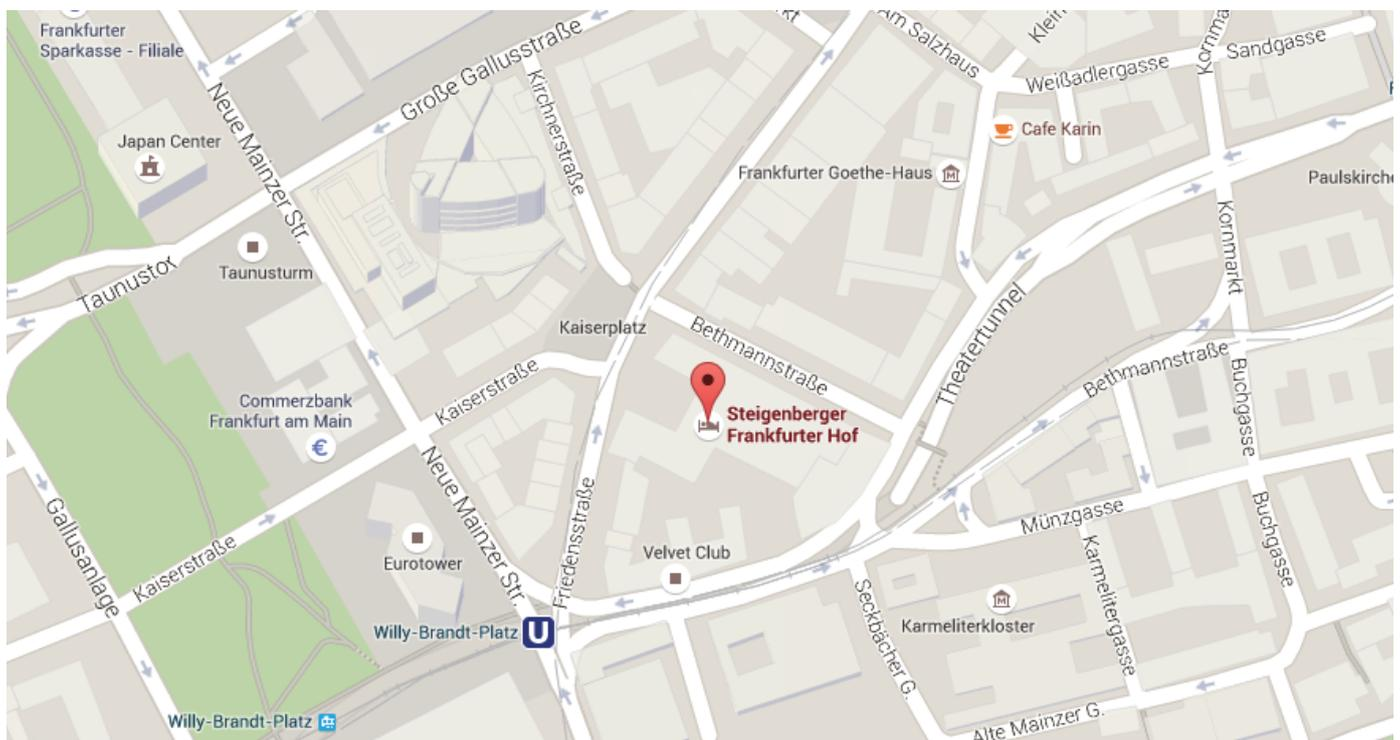 Frankfurter
Sparkasse - Filiale
Große Gallusstraße
Kirchnerstraße
Neue Mainzer Str.
Japan Center
Taunustor
Taunusturm
Am Salzhaus
Weißadlergasse
Sandgasse
Cafe Karin
Frankfurter Goethe-Haus
Kornmarkt
Kaiserplatz
Bethmannstraße
Theatertunnel
Bethmannstraße
Buchgasse
Kaiserstraße
Commerzbank
Frankfurt am Main
€
Steigenberger
Frankfurter Hof
Neue Mainzer Str.
Gallusanlage
Kaiserstraße
Eurotower
Friedensstraße
Velvet Club
Münzgasse
Buchgasse
Karmelitergasse
Karmeliterkloster
Seckbächer G.
Willy-Brandt-Platz
U
Willy-Brandt-Platz
Alte Mainzer G.